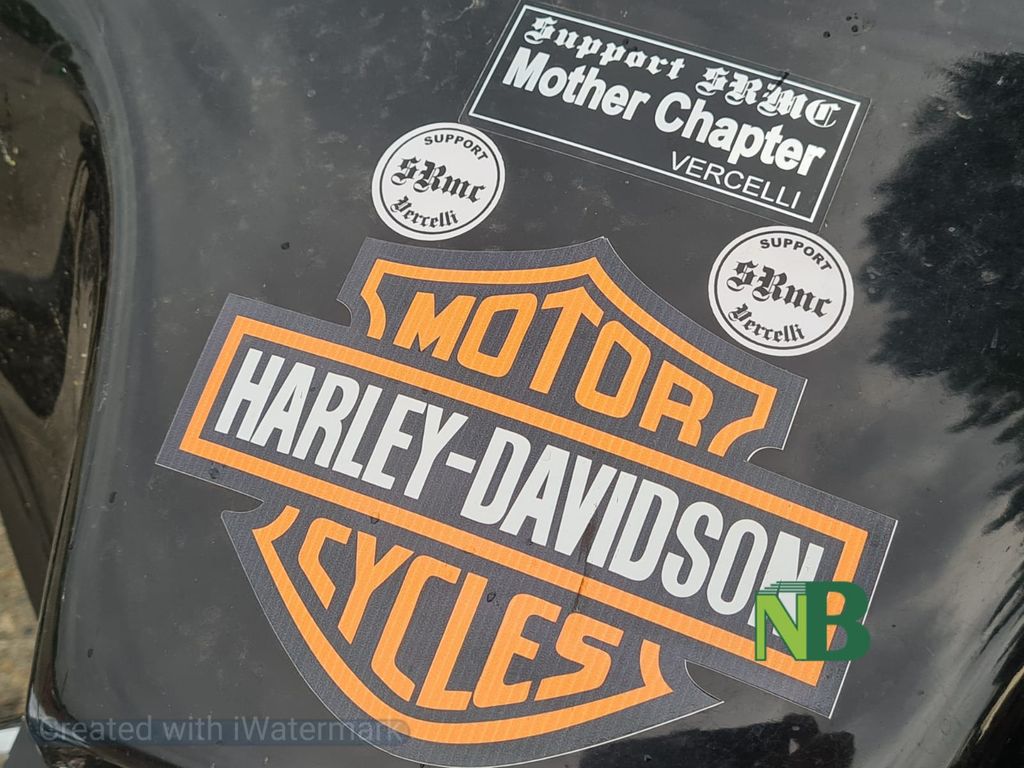 Support SRMC
Mother Chapter
VERCELLI
SUPPORT
SRmc
Vercelli
SUPPORT
SRmc
Vercelli
MOTOR
HARLEY-DAVIDSON
CYCLES
NB
Created with iWatermark